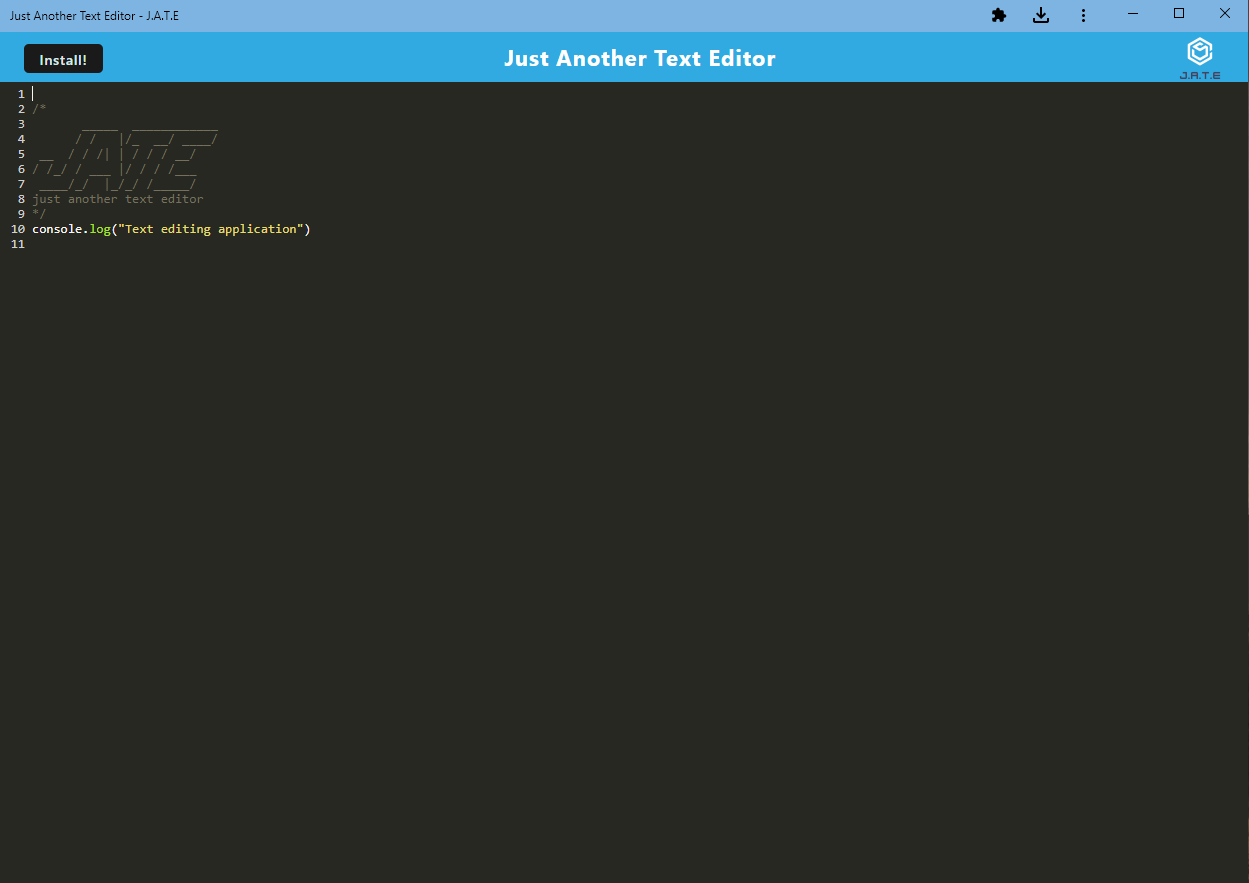 Just Another Text Editor - J.A.T.E
Install!
Just Another Text Editor
J.A.T.E
1
2 /*
3        _____  ____________
4       / /   |/_  __/ ____/
5  __  / / /| | / / / __/
6 / /_/ / ___ |/ / / /___
7  ____/_/  |_/_/ /_____/
8 just another text editor
9 */
10 console.log("Text editing application")
11